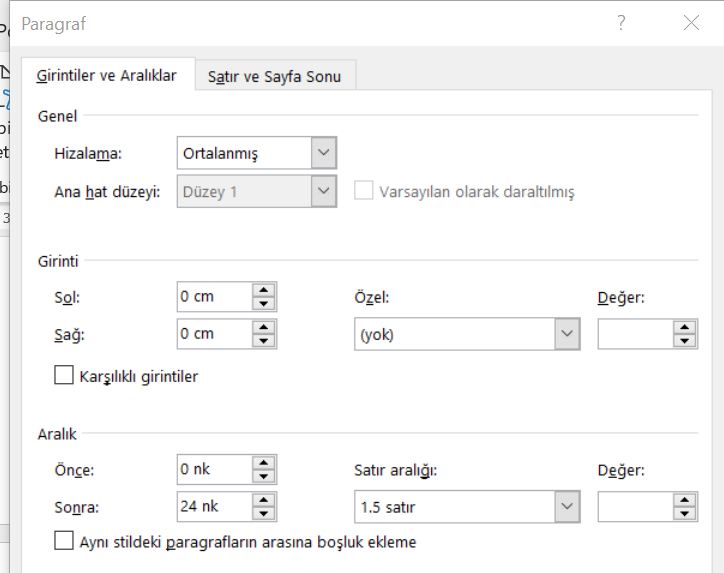 Paragraf ? ×
Girintiler ve Aralıklar Satır ve Sayfa Sonu
Genel
Hizalama: Ortalanmış
Ana hat düzeyi: Düzey 1 Varsayılan olarak daraltılmış
Girinti
Sol: 0 cm Özel: Değer:
Sağ: 0 cm (yok)
Karşılıklı girintiler
Aralık
Önce: 0 nk Satır aralığı: Değer:
Sonra: 24 nk 1.5 satır
Aynı stildeki paragrafların arasına boşluk ekleme